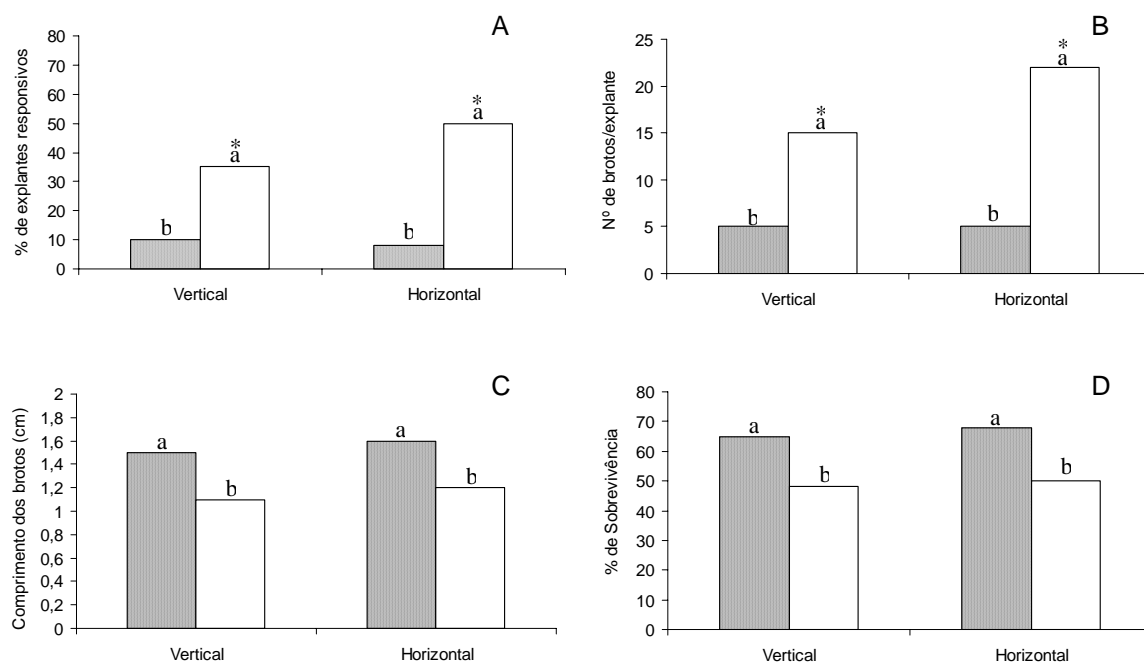 A
% de explantes responsivos
80
70
60
50
40
30
20
10
0
b
a
*
b
a
*
Vertical
Horizontal
B
Nº de brotos/explante
25
20
15
10
5
0
b
a
*
b
a
*
Vertical
Horizontal
C
Comprimento dos brotos (cm)
2
1,8
1,6
1,4
1,2
1
0,8
0,6
0,4
0,2
0
a
b
a
b
Vertical
Horizontal
D
% de Sobrevivência
80
70
60
50
40
30
20
10
0
a
b
a
b
Vertical
Horizontal